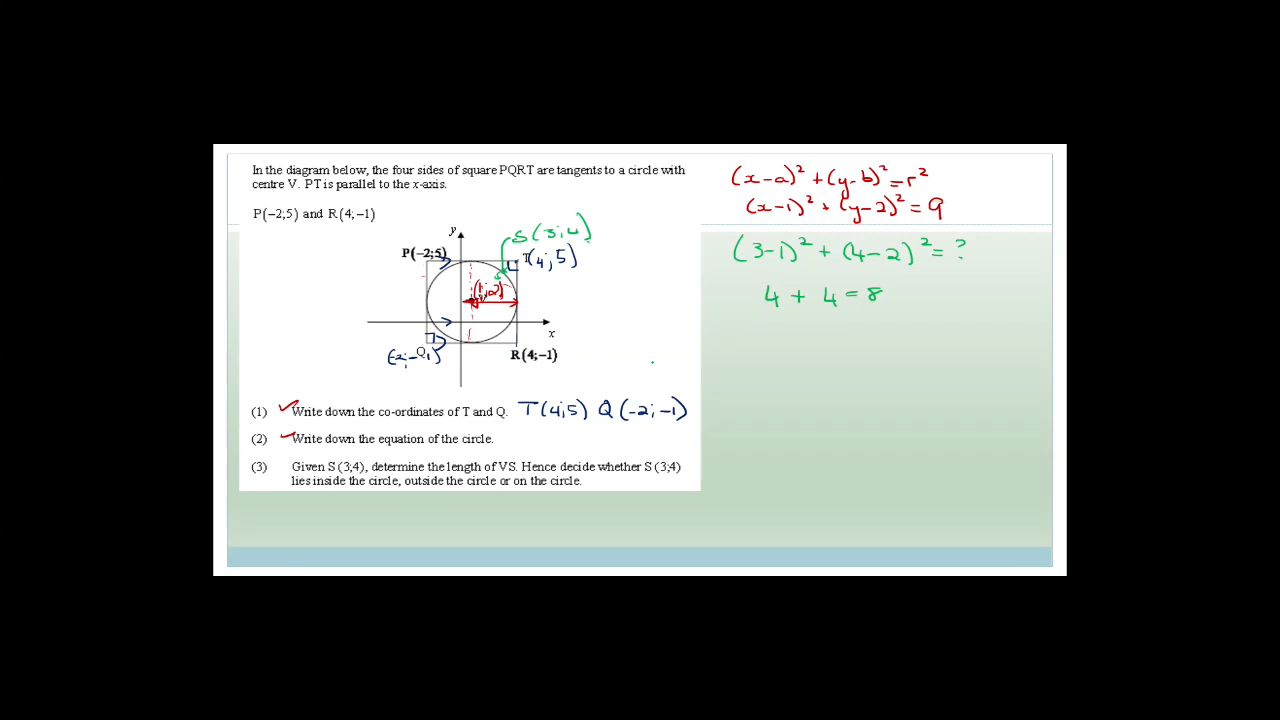 In the diagram below, the four sides of square PQRT are tangents to a circle with
centre V. PT is parallel to the x-axis.
P(−2;5) and R(4;−1)
(x-a)² + (y-b)² = r²
(x-1)² + (y-2)² = 9
(3-1)² + (4-2)² = ?
4 + 4 = 8
y
S(3;4)
P(−2;5)
T(4;5)
S
(1;2)
x
(-2;-1)
Q
R(4;−1)
(1) Write down the co-ordinates of T and Q. T(4;5) Q(-2;-1)
(2) Write down the equation of the circle.
(3) Given S (3;4), determine the length of VS. Hence decide whether S (3;4)
lies inside the circle, outside the circle or on the circle.